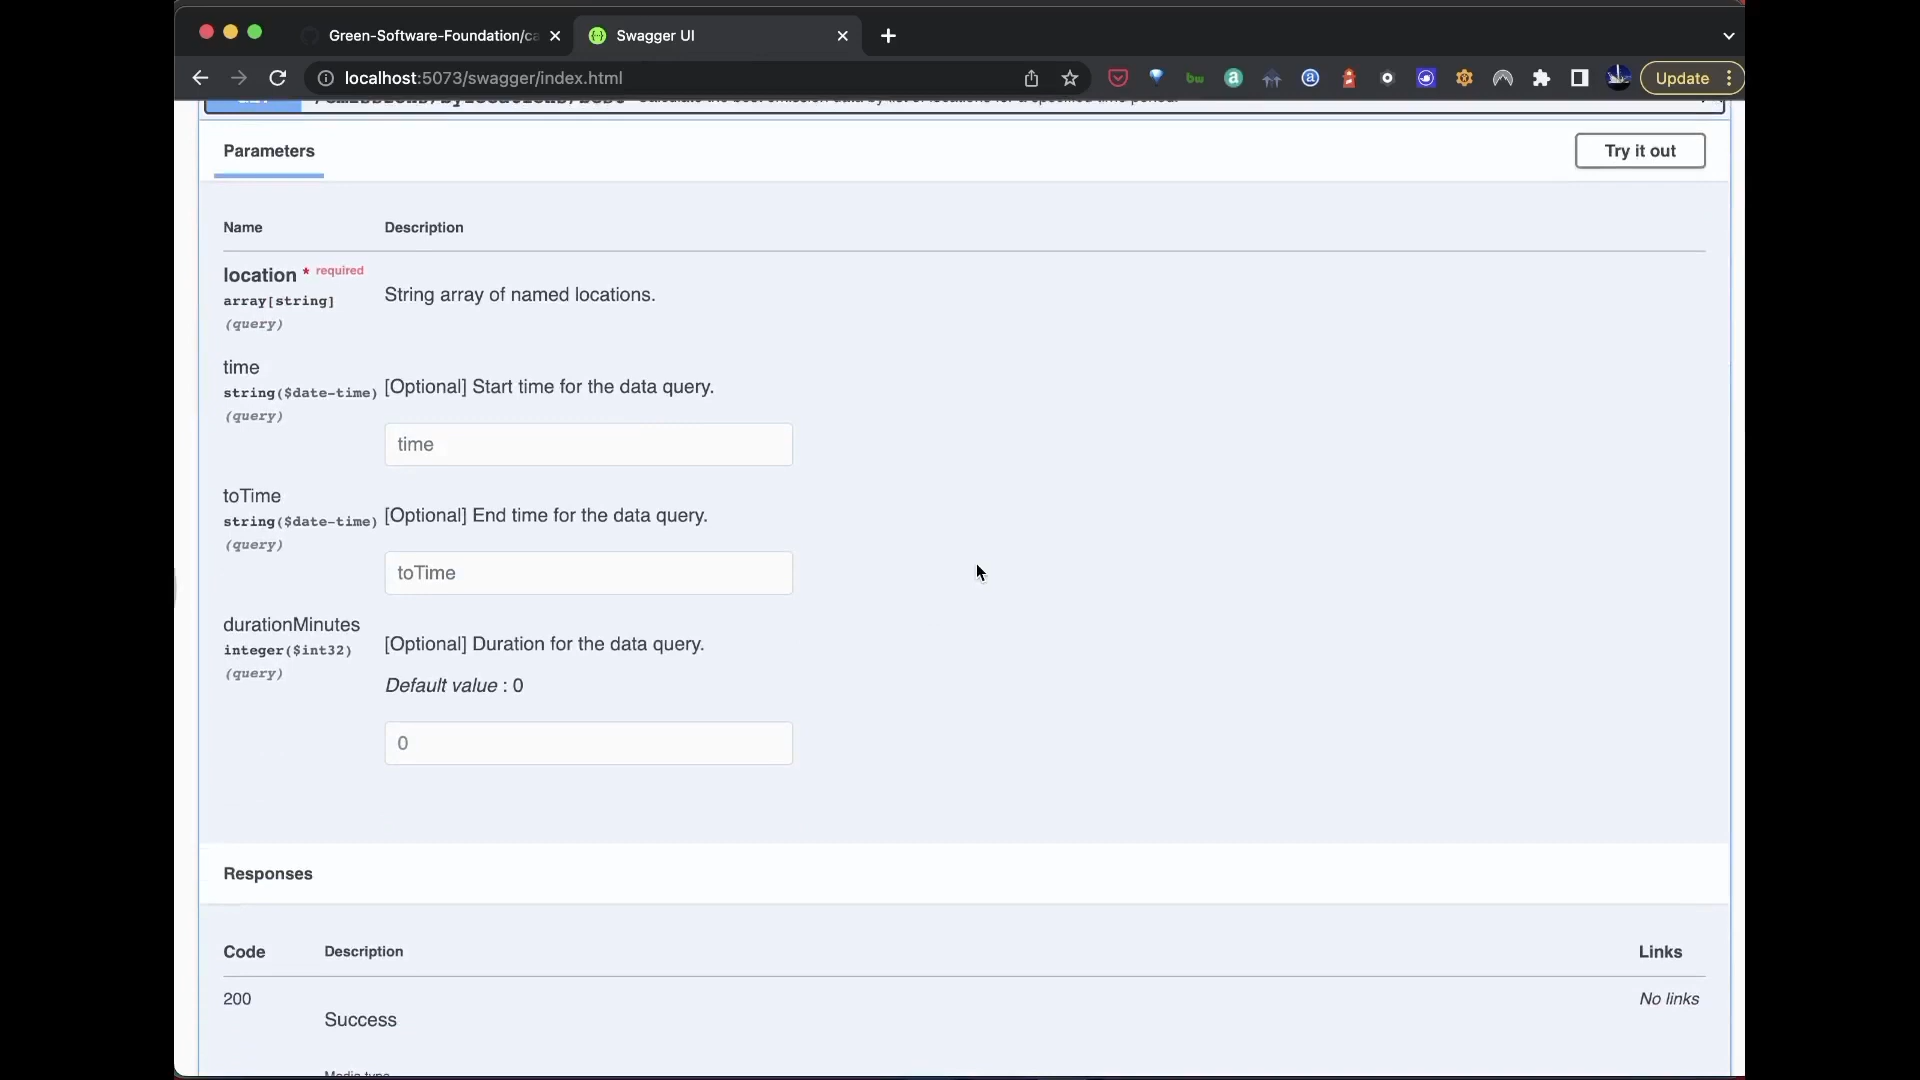 Green-Software-Foundation/ca
Swagger UI
localhost:5073/swagger/index.html
Update
Parameters
Try it out
Name Description
location * required
array[string]
(query)
String array of named locations.
time
string($date-time)
(query)
[Optional] Start time for the data query.
time
toTime
string($date-time)
(query)
[Optional] End time for the data query.
toTime
durationMinutes
integer($int32)
(query)
[Optional] Duration for the data query.
Default value : 0
0
Responses
Code Description Links
200
Success
No links